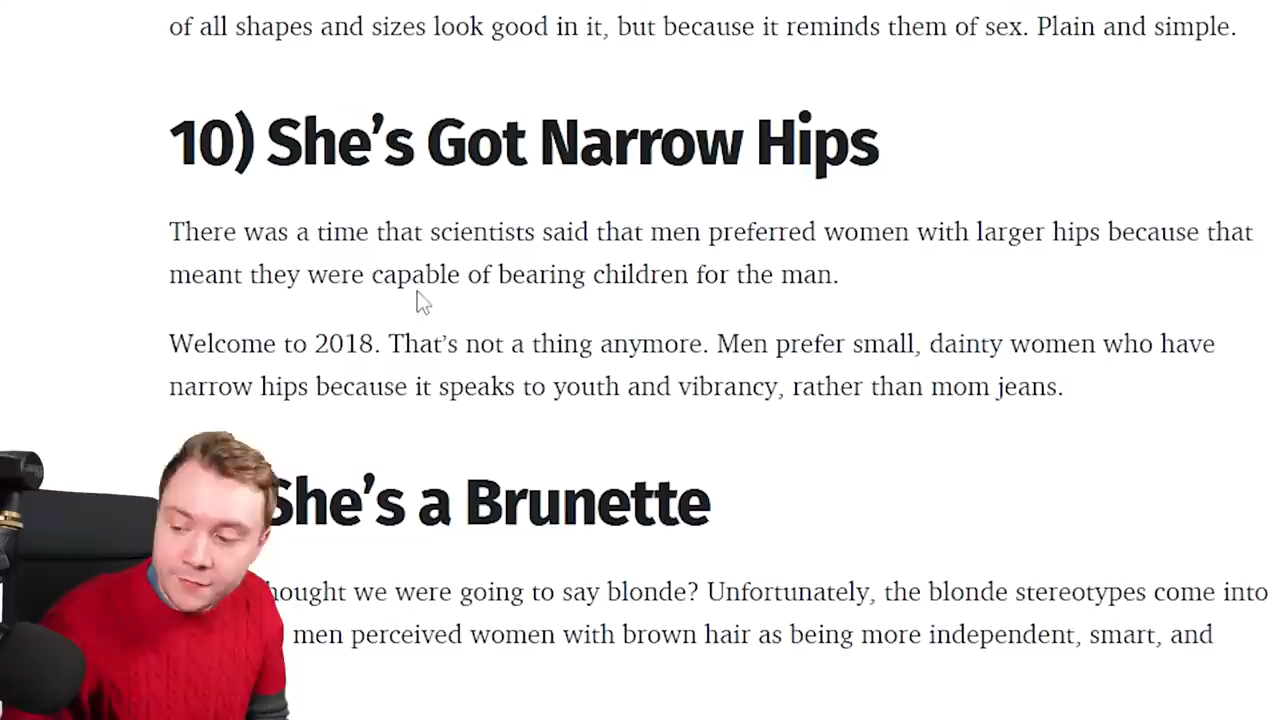 of all shapes and sizes look good in it, but because it reminds them of sex. Plain and simple.
10) She’s Got Narrow Hips
There was a time that scientists said that men preferred women with larger hips because that
meant they were capable of bearing children for the man.
Welcome to 2018. That’s not a thing anymore. Men prefer small, dainty women who have
narrow hips because it speaks to youth and vibrancy, rather than mom jeans.
She’s a Brunette
we were going to say blonde? Unfortunately, the blonde stereotypes come into
men perceived women with brown hair as being more independent, smart, and